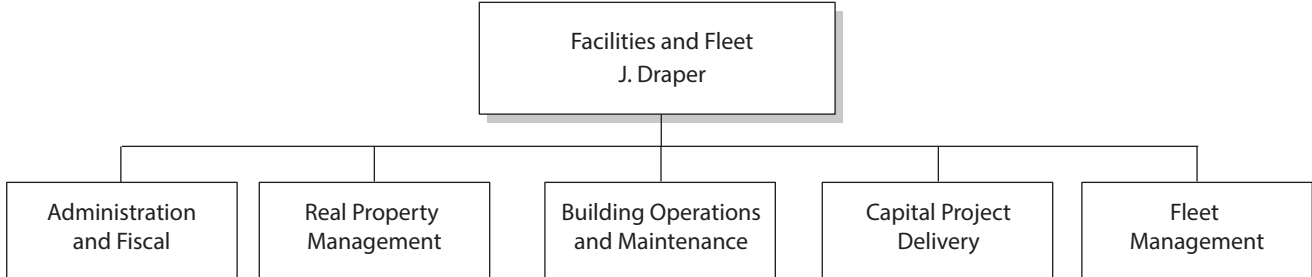 Facilities and Fleet
J. Draper
Administration
and Fiscal
Real Property
Management
Building Operations
and Maintenance
Capital Project
Delivery
Fleet
Management